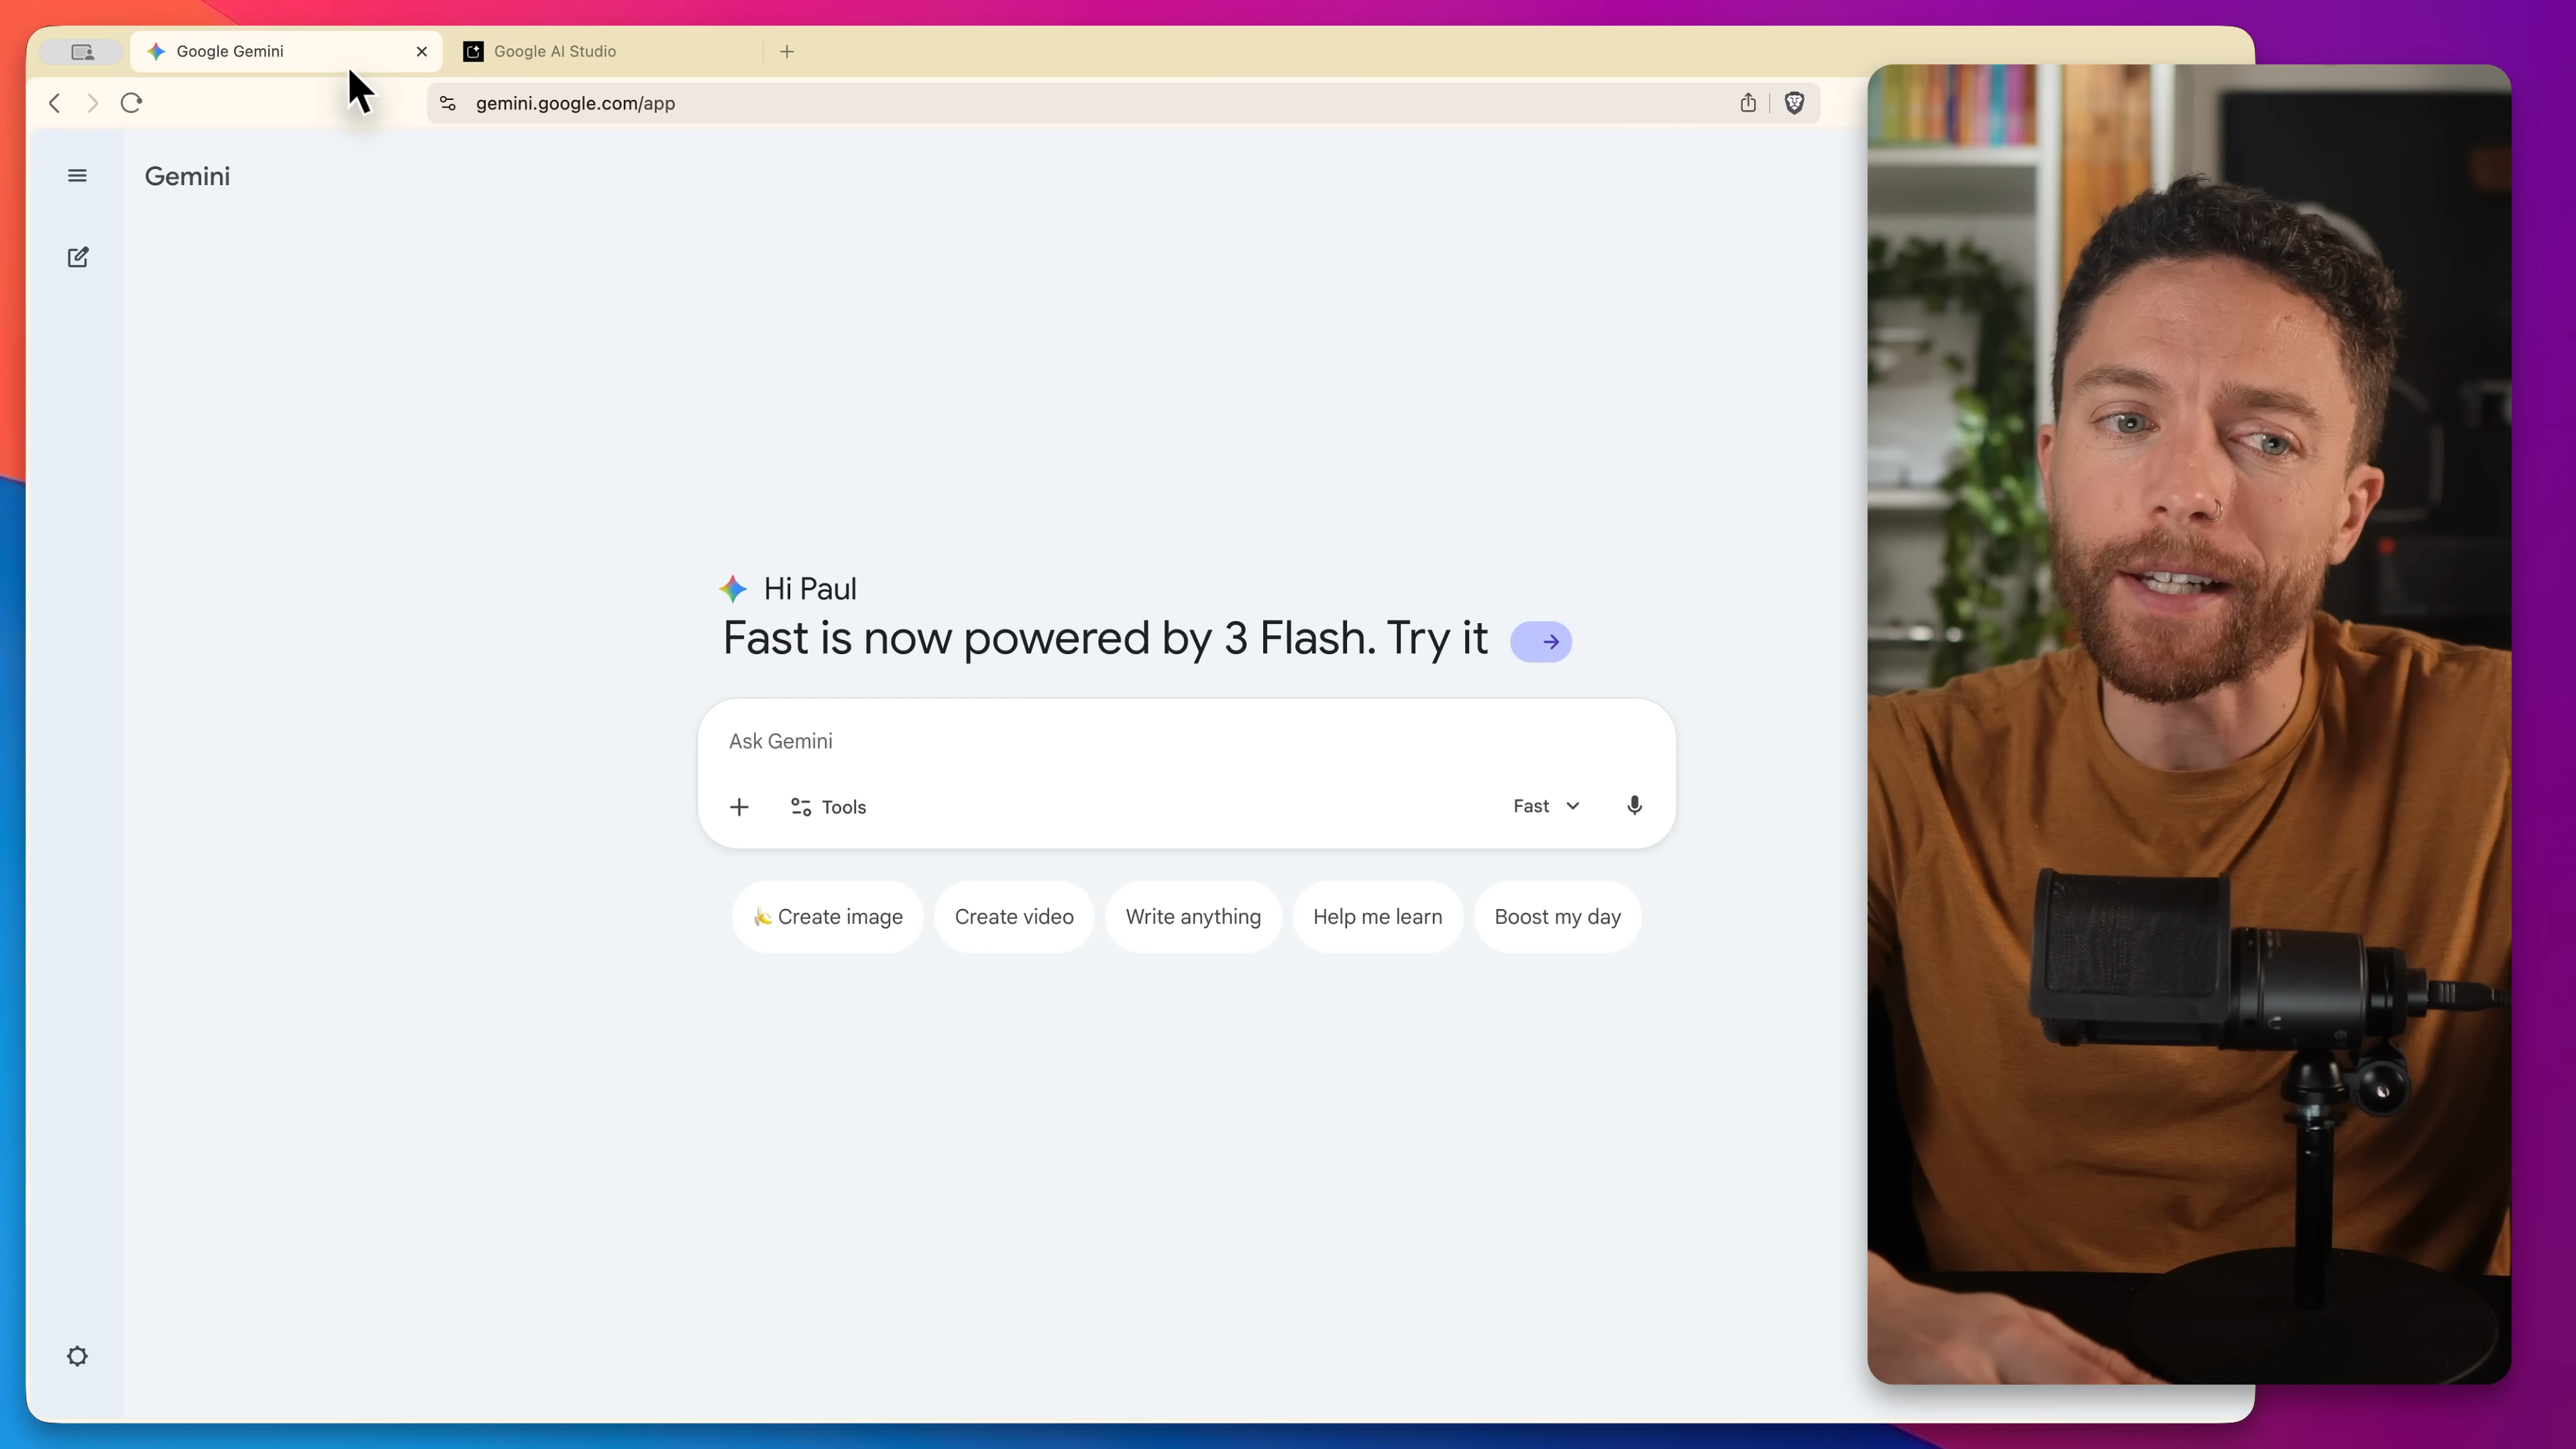 Google Gemini
Google AI Studio
gemini.google.com/app
Gemini
Hi Paul
Fast is now powered by 3 Flash. Try it
Ask Gemini
Tools
Fast
Create image
Create video
Write anything
Help me learn
Boost my day